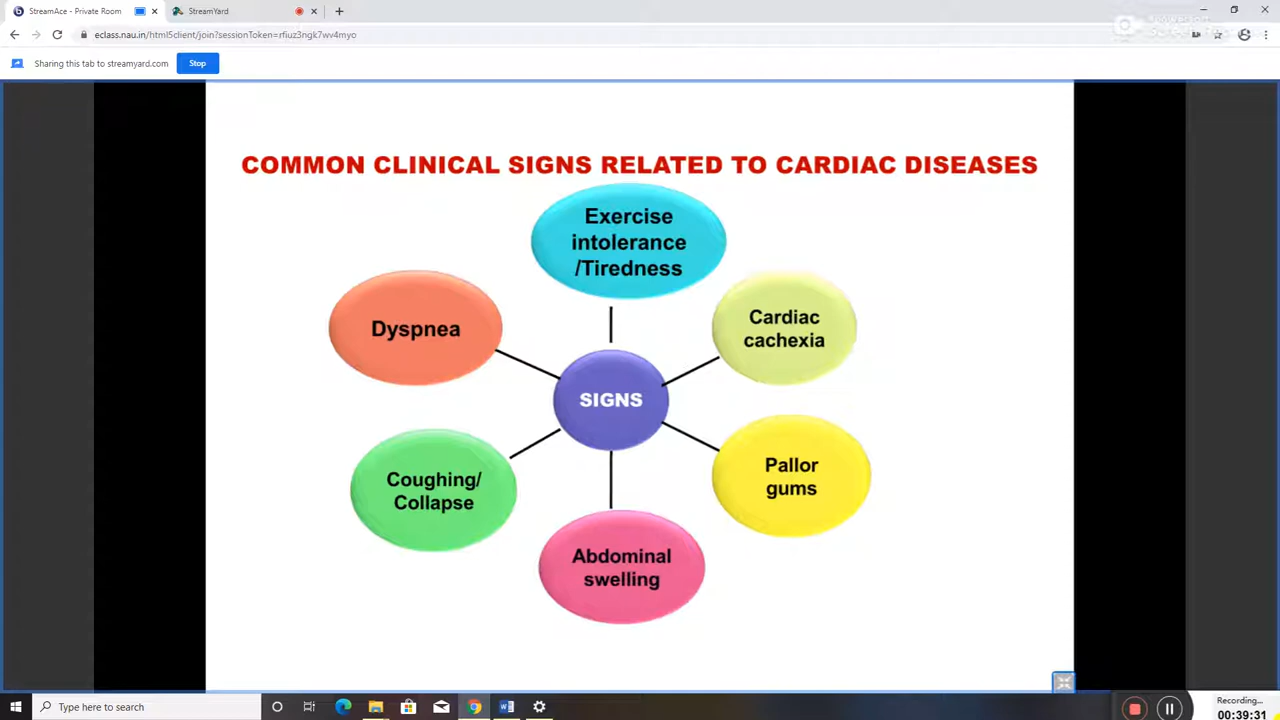 StreamAce - Private Room
StreamYard
eclass.nau.in/html5client/join?sessionToken=rfiuz3ngk7wv4myo
Sharing this tab to streamyard.com
Stop
COMMON CLINICAL SIGNS RELATED TO CARDIAC DISEASES
Exercise
intolerance
/Tiredness
Dyspnea
Cardiac
cachexia
SIGNS
Coughing/
Collapse
Pallor
gums
Abdominal
swelling
Type here to search
Recording...
00:39:31